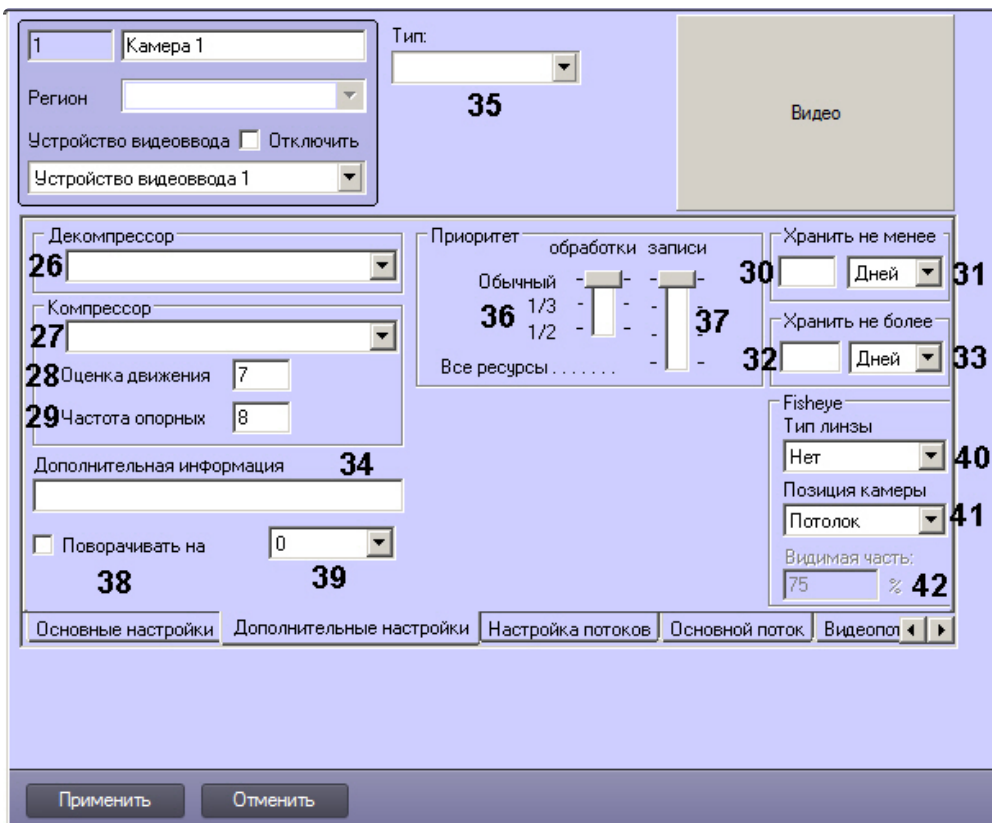 1 Камера 1
Регион
Устройство видеоввода Отключить
Устройство видеоввода 1
Тип:
35
Видео
Декомпрессор
26
Компрессор
27
28 Оценка движения 7
29 Частота опорных 8
Дополнительная информация 34
Поворачивать на 0
38 39
Приоритет
обработки записи
Обычный
36 1/3 37
1/2
Все ресурсы . . . . . . .
Хранить не менее
30 Дней 31
Хранить не более
32 Дней 33
Fisheye
Тип линзы
Нет 40
Позиция камеры
Потолок 41
Видимая часть:
75 % 42
Основные настройки Дополнительные настройки Настройка потоков Основной поток Видеопот
Применить Отменить